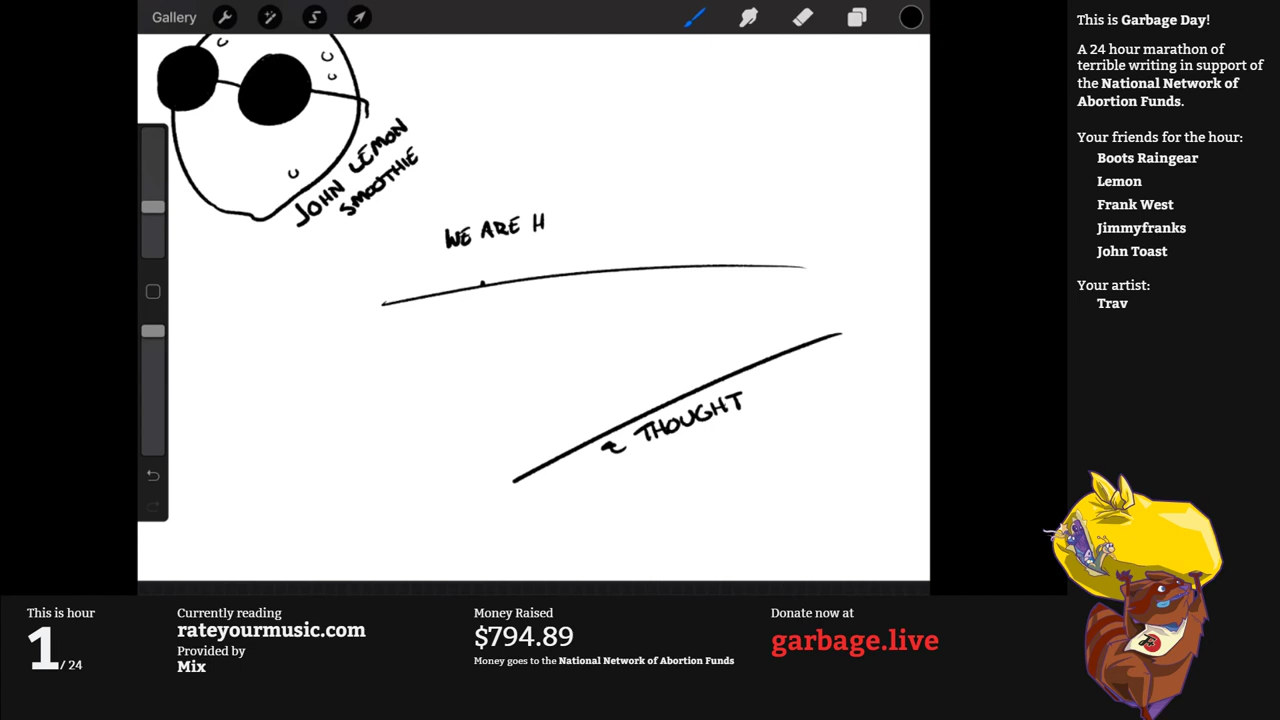 Gallery
JOHN LEMON
SMOOTHIE
WE ARE H
THOUGHT
This is Garbage Day!
A 24 hour marathon of
terrible writing in support of
the National Network of
Abortion Funds.
Your friends for the hour:
Boots Raingear
Lemon
Frank West
Jimmyfranks
John Toast
Your artist:
Trav
This is hour
1 / 24
Currently reading
rateyourmusic.com
Provided by
Mix
Money Raised
$794.89
Money goes to the National Network of Abortion Funds
Donate now at
garbage.live